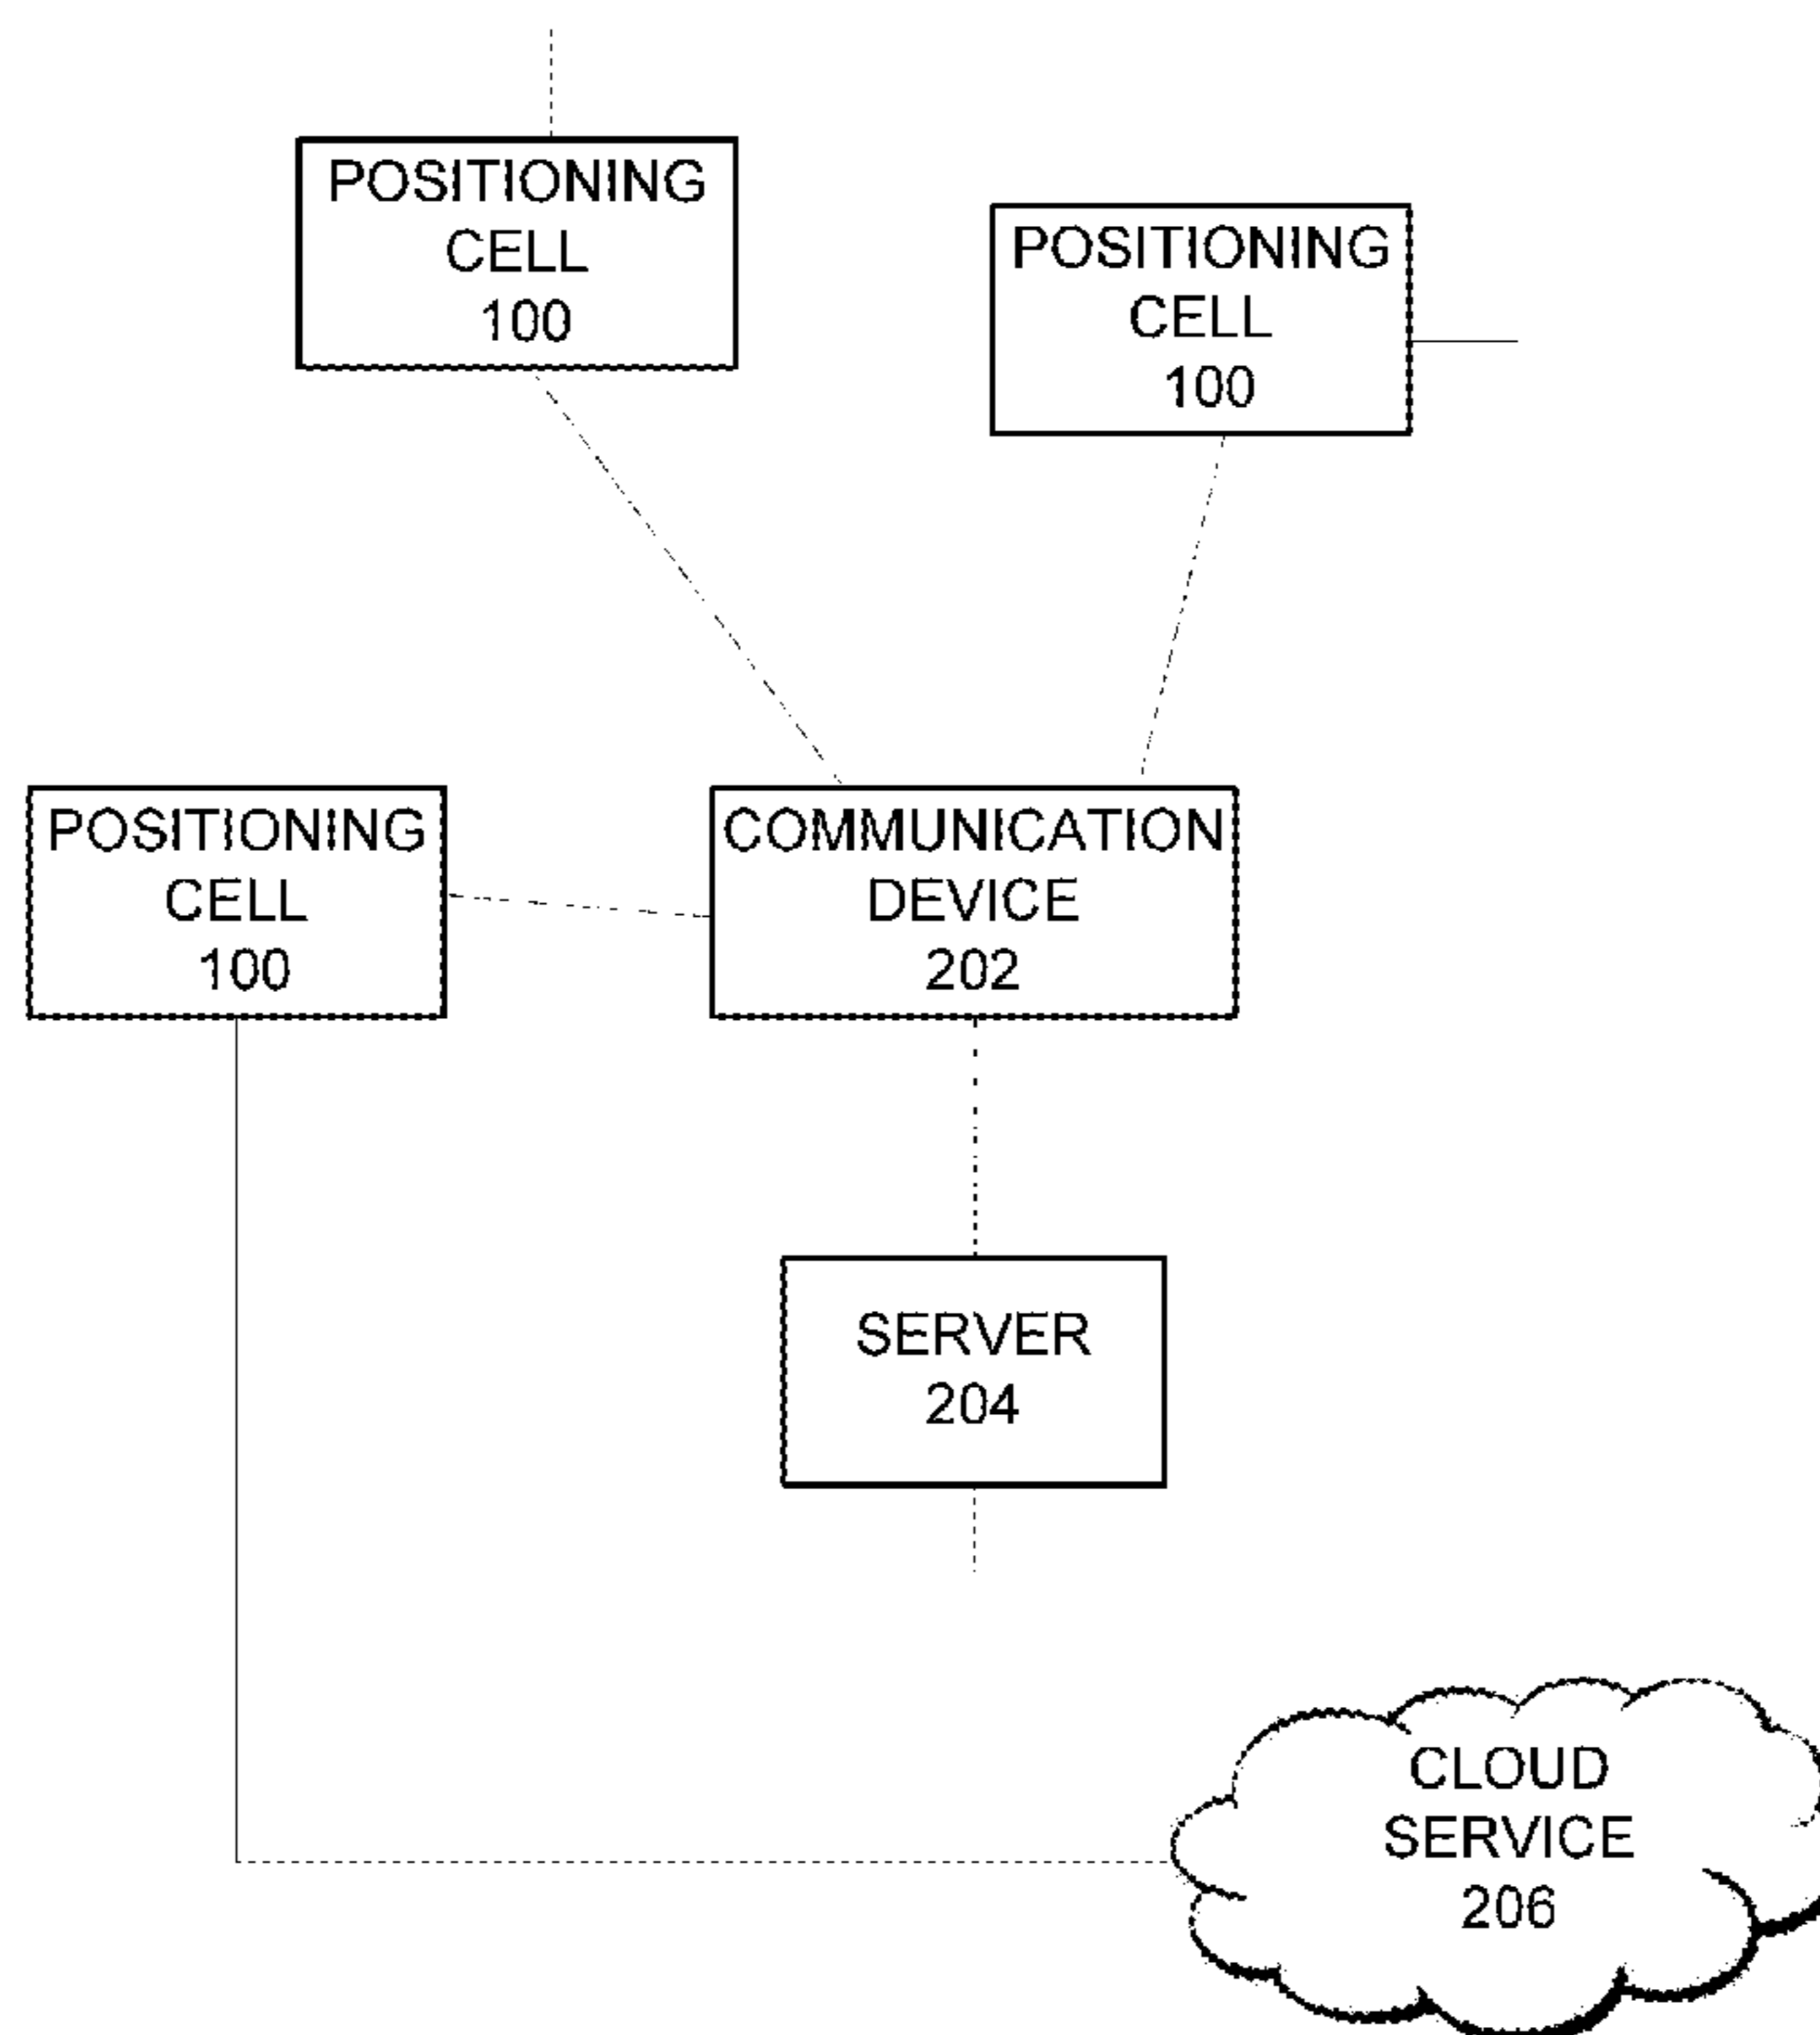 POSITIONING
CELL
100
POSITIONING
CELL
100
POSITIONING
CELL
100
COMMUNICATION
DEVICE
202
SERVER
204
CLOUD
SERVICE
206